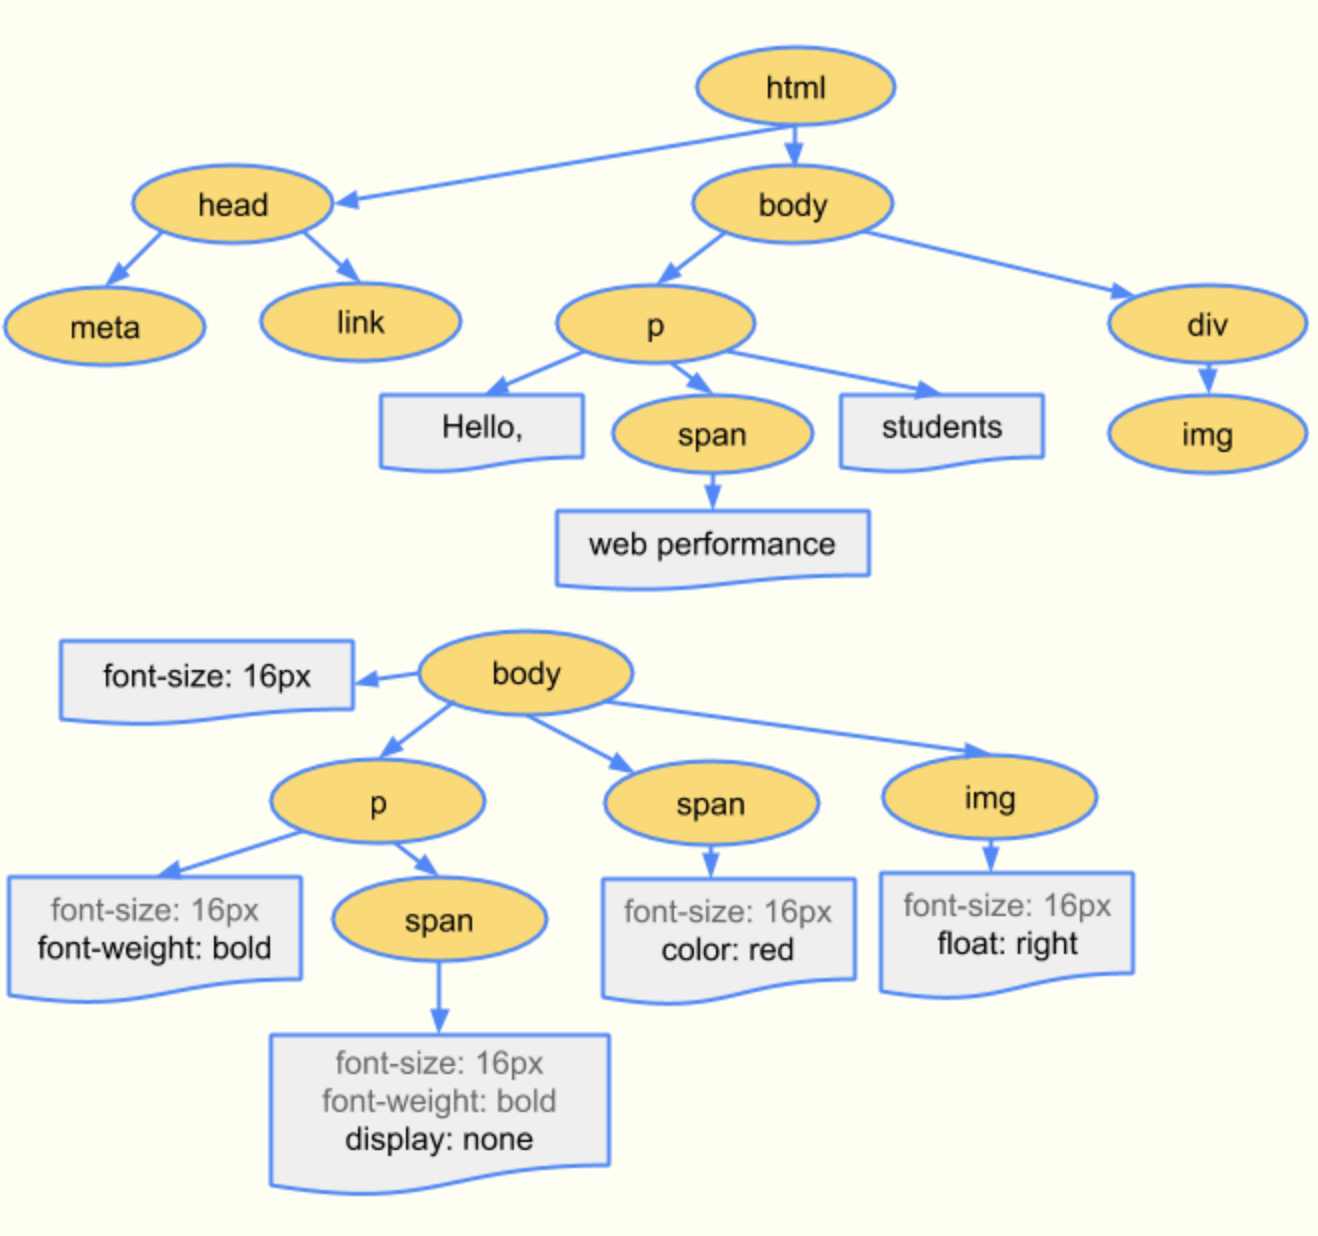 html
head
body
meta
link
p
div
Hello,
span
students
img
web performance
font-size: 16px
body
p
span
img
font-size: 16px
font-weight: bold
span
font-size: 16px
color: red
font-size: 16px
float: right
font-size: 16px
font-weight: bold
display: none